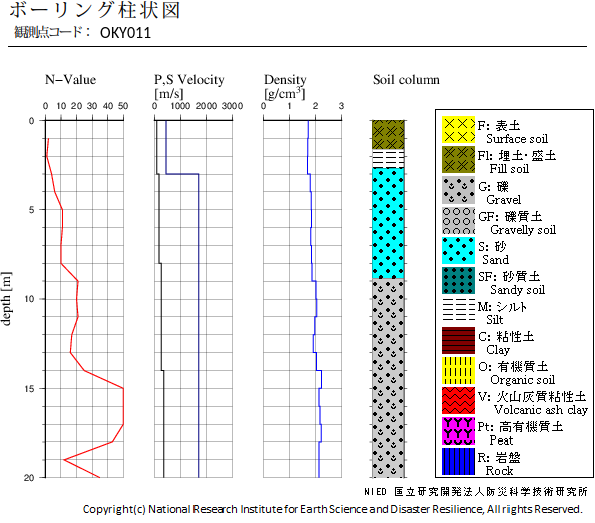 ボーリング柱状図
観測点コード： OKY011
N−Value
P,S Velocity
[m/s]
Density
[g/cm3]
Soil column
0 10 20 30 40 50
0 1000 2000 3000
0 1 2 3
0
5
10
15
20
depth [m]
F: 表土
Surface soil
Fl: 埋土・盛土
Fill soil
G: 礫
Gravel
GF: 礫質土
Gravelly soil
S: 砂
Sand
SF: 砂質土
Sandy soil
M: シルト
Silt
C: 粘性土
Clay
O: 有機質土
Organic soil
V: 火山灰質粘性土
Volcanic ash clay
Pt: 高有機質土
Peat
R: 岩盤
Rock
NIED 国立研究開発法人防災科学技術研究所
Copyright(c) National Research Institute for Earth Science and Disaster Resilience, All rights Reserved.